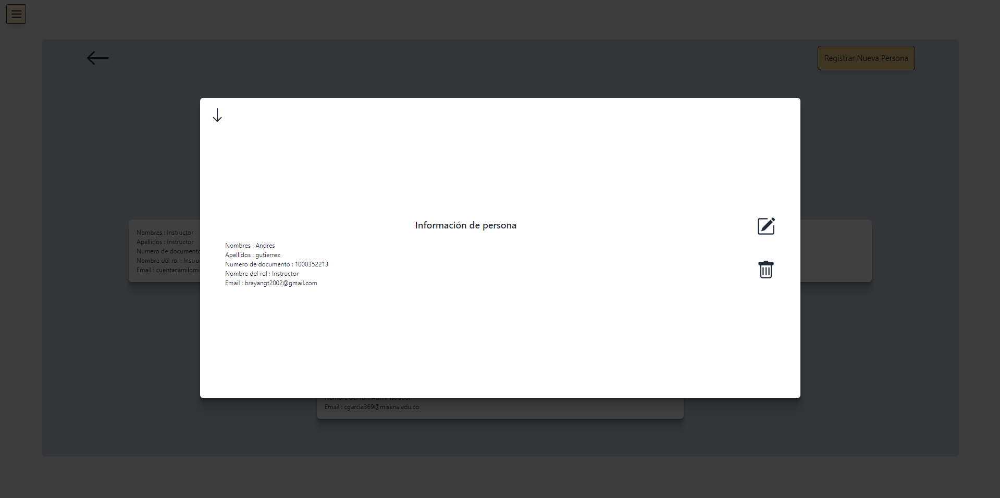 Registrar Nueva Persona
Nombres : Instructor
Apellidos : Instructor
Numero de documento
Nombre del rol :
Email :
Información de persona
Nombres : Andres
Apellidos : gutierrez
Numero de documento : 1000352213
Nombre del rol : Instructor
Email : brayangt2002@gmail.com
Nombre del rol : Administrador
Email : cgarcia369@misena.edu.co